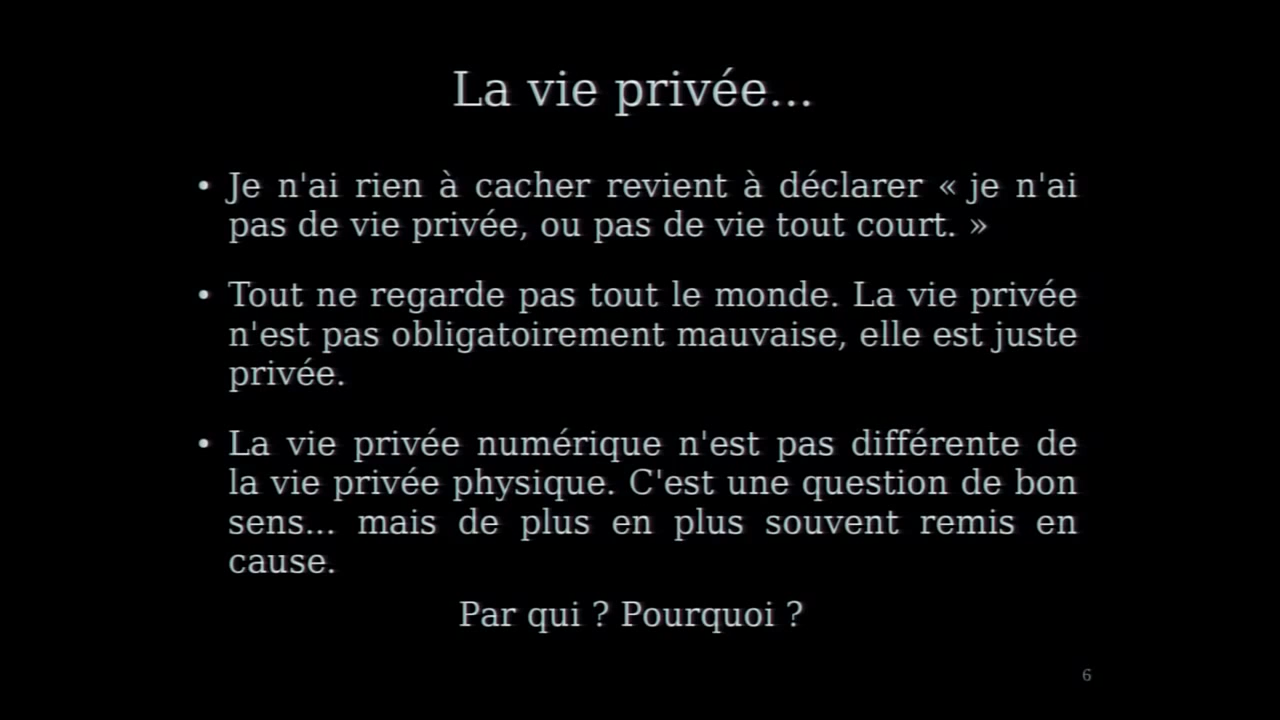 La vie privée...
• Je n'ai rien à cacher revient à déclarer « je n'ai
pas de vie privée, ou pas de vie tout court. »
• Tout ne regarde pas tout le monde. La vie privée
n'est pas obligatoirement mauvaise, elle est juste
privée.
• La vie privée numérique n'est pas différente de
la vie privée physique. C'est une question de bon
sens... mais de plus en plus souvent remis en
cause.
Par qui ? Pourquoi ?
6